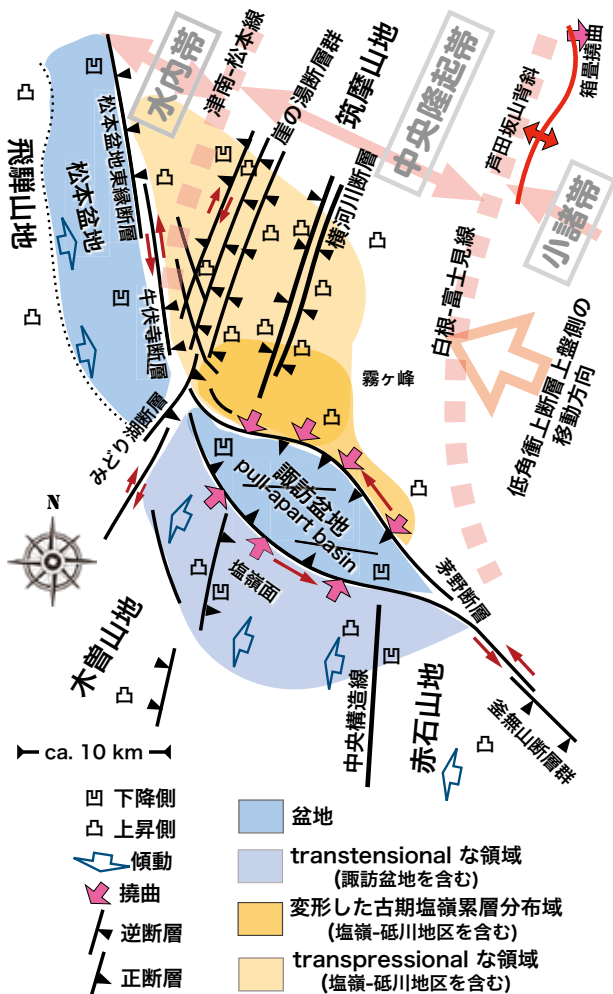 水内帯
津南-松本線
崖の湯断層群
筑摩山地
中央隆起帯
芦田坂山背斜
箱畳撓曲
小諸帯
飛騨山地
松本盆地
松本盆地東縁断層
牛伏寺断層
横河川断層
白根-富士見線
低角衝上断層上盤側の
移動方向
霧ヶ峰
みどり湖断層
諏訪盆地
pull-apart basin
塩嶺面
茅野断層
N
木曽山地
中央構造線
赤石山地
釜無山断層群
ca. 10 km
凹 下降側
凸 上昇側
傾動
撓曲
逆断層
正断層
盆地
transtensional な領域
(諏訪盆地を含む)
変形した古期塩嶺累層分布域
(塩嶺-砥川地区を含む)
transpressional な領域
(塩嶺-砥川地区を含む)